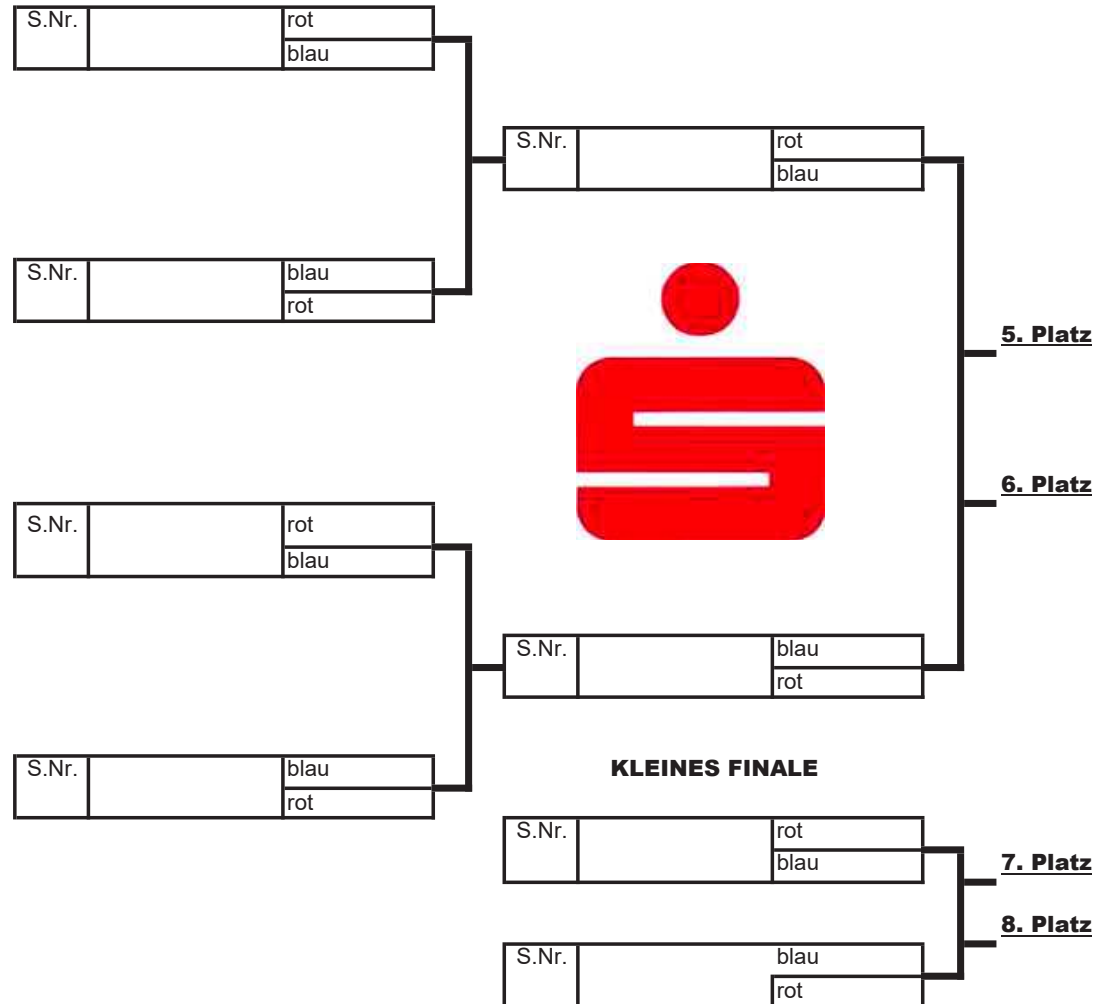 S.Nr. rot
blau
S.Nr. rot
blau
S.Nr. blau
rot
5. Platz
6. Platz
S.Nr. rot
blau
S.Nr. blau
rot
S.Nr. blau
rot
KLEINES FINALE
S.Nr. rot
blau
7. Platz
8. Platz
S.Nr. blau
rot